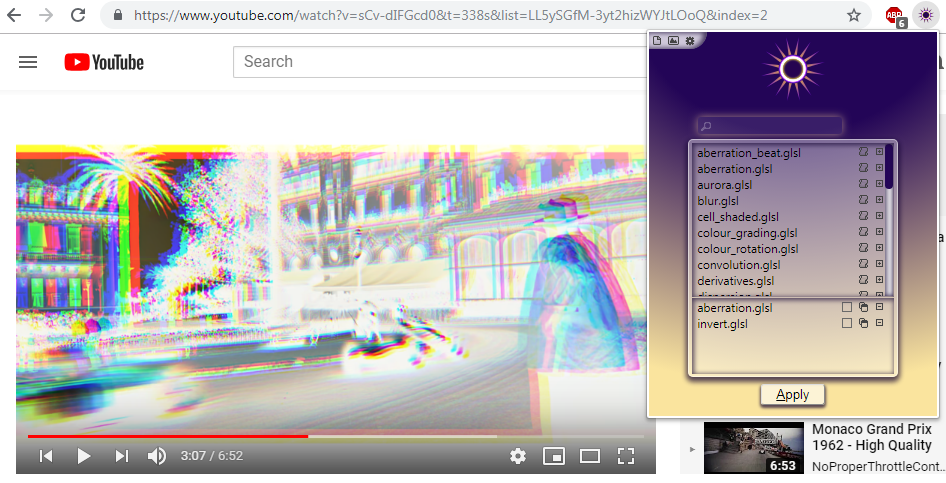 https://www.youtube.com/watch?v=sCv-dIFGcd0&t=338s&list=LL5ySGfM-3yt2hizWYJtLOoQ&index=2
ABP
6
YouTube
Search
aberration_beat.glsl
aberration.glsl
aurora.glsl
blur.glsl
cell_shaded.glsl
colour_grading.glsl
colour_rotation.glsl
convolution.glsl
derivatives.glsl
dispersion.glsl
aberration.glsl
invert.glsl
Apply
3:07 / 6:52
Monaco Grand Prix
1962 - High Quality
6:53
NoProperThrottleCont...